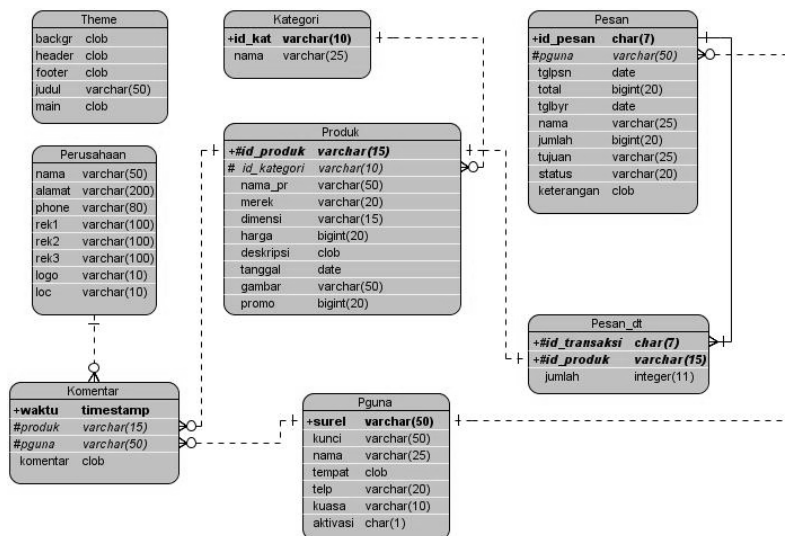 Theme
backgr clob
header clob
footer clob
judul varchar(50)
main clob
Kategori
+id_kat varchar(10)
nama varchar(25)
Pesan
+id_pesan char(7)
#pguna varchar(50)
tglpsn date
total bigint(20)
tglbyr date
nama varchar(25)
jumlah bigint(20)
tujuan varchar(25)
status varchar(20)
keterangan clob
Perusahaan
nama varchar(50)
alamat varchar(200)
phone varchar(80)
rek1 varchar(100)
rek2 varchar(100)
rek3 varchar(100)
logo varchar(10)
loc varchar(10)
Produk
+#id_produk varchar(15)
# id_kategori varchar(10)
nama_pr varchar(50)
merek varchar(20)
dimensi varchar(15)
harga bigint(20)
deskripsi clob
tanggal date
gambar varchar(50)
promo bigint(20)
Pesan_dt
+#id_transaksi char(7)
+#id_produk varchar(15)
jumlah integer(11)
Komentar
+waktu timestamp
#produk varchar(15)
#pguna varchar(50)
komentar clob
Pguna
+surel varchar(50)
kunci varchar(50)
nama varchar(25)
tempat clob
telp varchar(20)
kuasa varchar(10)
aktivasi char(1)